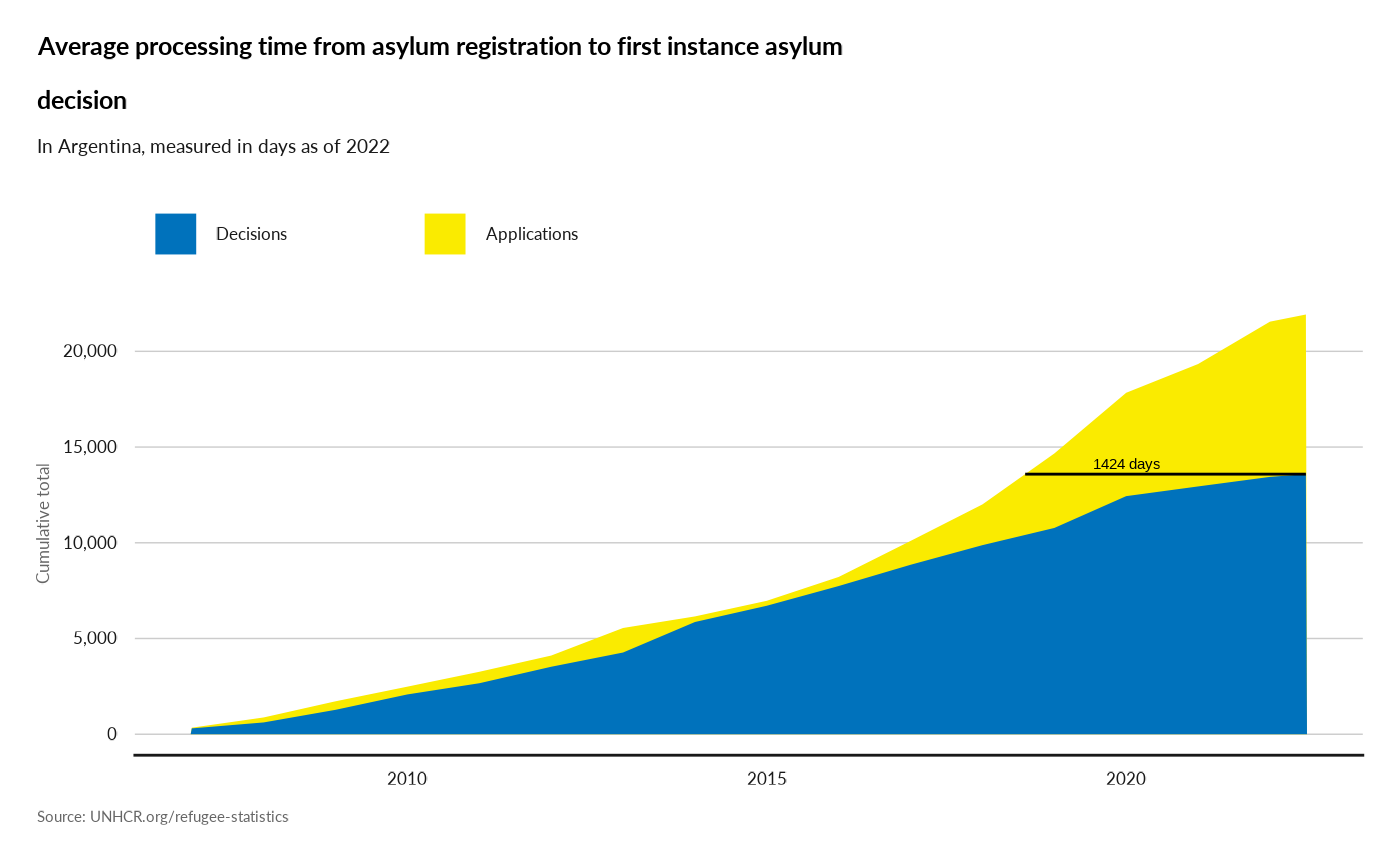 Average processing time from asylum registration to first instance asylum
decision
In Argentina, measured in days as of 2022
Decisions
Applications
20,000
15,000
10,000
5,000
0
Cumulative total
1424 days
2010
2015
2020
Source: UNHCR.org/refugee-statistics